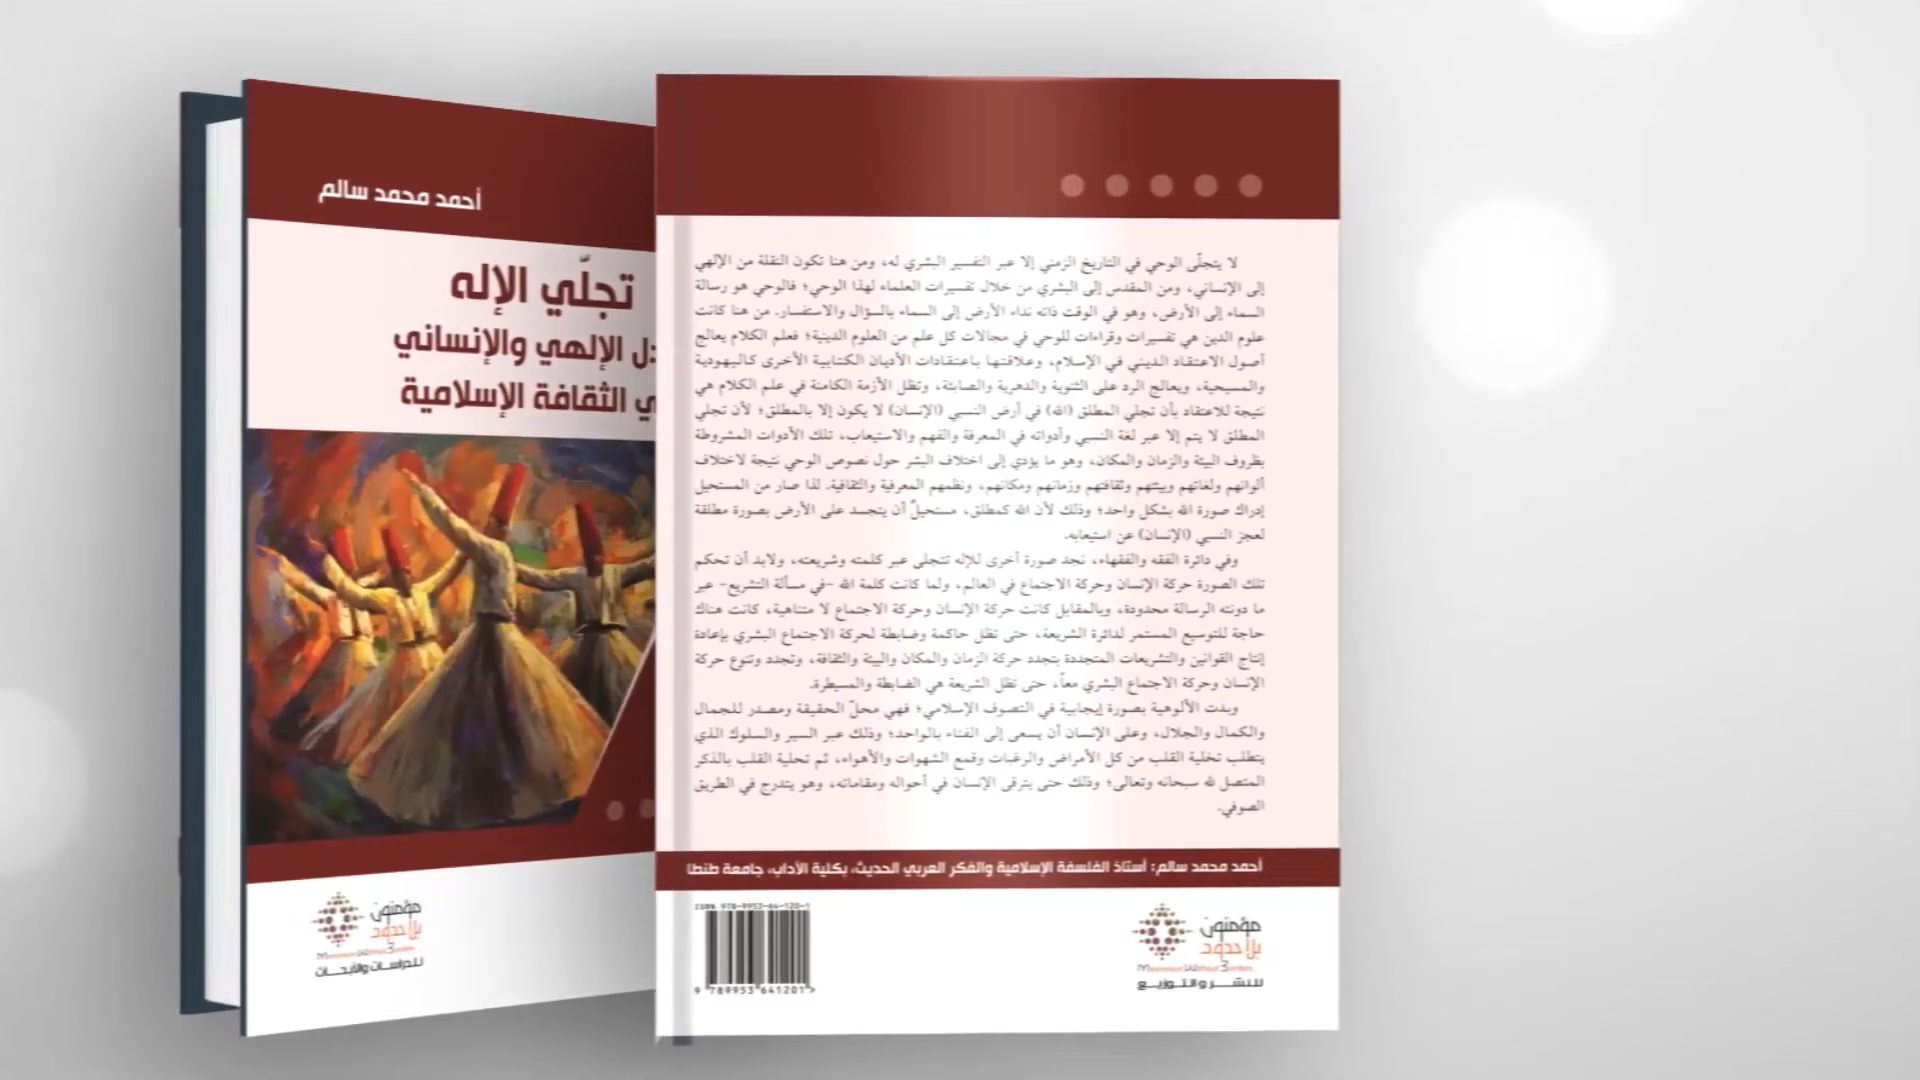 أحمد محمد سالم
تجلّي الإله
الإلهي والإنساني
الثقافة الإسلامية
مؤمنون
بلا حدود
للدراسات والأبحاث
لا يتجلّى الوحي في التاريخ الزمني إلا عبر التفسير البشري له، ومن هنا تكون النقلة من الإلهي
إلى الإنساني، ومن المقدس إلى البشري من خلال تفسيرات العلماء لهذا الوحي؛ فالوحي هو رسالة
السماء إلى الأرض، وهو في الوقت ذاته نداء الأرض إلى السماء بالسؤال والاستفسار. من هنا كانت
علوم الدين هي تفسيرات وقراءات للوحي في مجالات كل علم من العلوم الدينية؛ فعلم الكلام يعالج
أصول الاعتقاد الديني في الإسلام، وعلاقتها باعتقادات الأديان الكتابية الأخرى كاليهودية
والمسيحية، ويعالج الرد على الثنوية والدهرية والصابئة، وتظل الأزمة الكامنة في علم الكلام هي
نتيجة للاعتقاد بأن تجلي المطلق (الله) في أرض النسبي (الإنسان) لا يكون إلا بالمطلق؛ لأن تجلي
المطلق لا يتم إلا عبر لغة النسبي وأدواته في المعرفة والفهم والاستيعاب، تلك الأدوات المشروطة
بظروف البيئة والزمان والمكان، وهو ما يؤدي إلى اختلاف البشر حول نصوص الوحي نتيجة لاختلاف
ألوانهم ولغاتهم وبيئتهم وثقافتهم وزمانهم ومكانهم، ونظمهم المعرفية والثقافية. لذا صار من المستحيل
إدراك صورة الله بشكل واحد؛ وذلك لأن الله كمطلق، مستحيلٌ أن يتجسد على الأرض بصورة مطلقة
لعجز النسبي (الإنسان) عن استيعابه.
وفي دائرة الفقه والفقهاء، نجد صورة أخرى للإله تتجلى عبر كلمته وشريعته، ولابد أن تحكم
تلك الصورة حركة الإنسان وحركة الاجتماع في العالم، ولما كانت كلمة الله -في مسألة التشريع- عبر
ما دونته الرسالة محدودة، وبالمقابل كانت حركة الإنسان وحركة الاجتماع لا متناهية، كانت هناك
حاجة للتوسيع المستمر لدائرة الشريعة، حتى تظل حاكمة وضابطة لحركة الاجتماع البشري بإعادة
إنتاج القوانين والتشريعات المتجددة بتجدد حركة الزمان والمكان والبيئة والثقافة، وتجدد وتنوع حركة
الإنسان وحركة الاجتماع البشري معاً، حتى تظل الشريعة هي الضابطة والمسيطرة.
وبدت الألوهية بصورة إيجابية في التصوف الإسلامي؛ فهي محلّ الحقيقة ومصدر للجمال
والكمال والجلال، وعلى الإنسان أن يسعى إلى الفناء بالواحد؛ وذلك عبر السير والسلوك الذي
يتطلب تخلية القلب من كل الأمراض والرغبات وقمع الشهوات والأهواء، ثم تحلية القلب بالذكر
المتصل لله سبحانه وتعالى؛ وذلك حتى يترقى الإنسان في أحواله ومقاماته، وهو يتدرج في الطريق
الصوفي.
أحمد محمد سالم: أستاذ الفلسفة الإسلامية والفكر العربي الحديث، بكلية الآداب، جامعة طنطا
ISBN 978-9953-64-120-1
9 789953 641201 >
مؤمنون
بلا حدود
للنشر والتوزيع